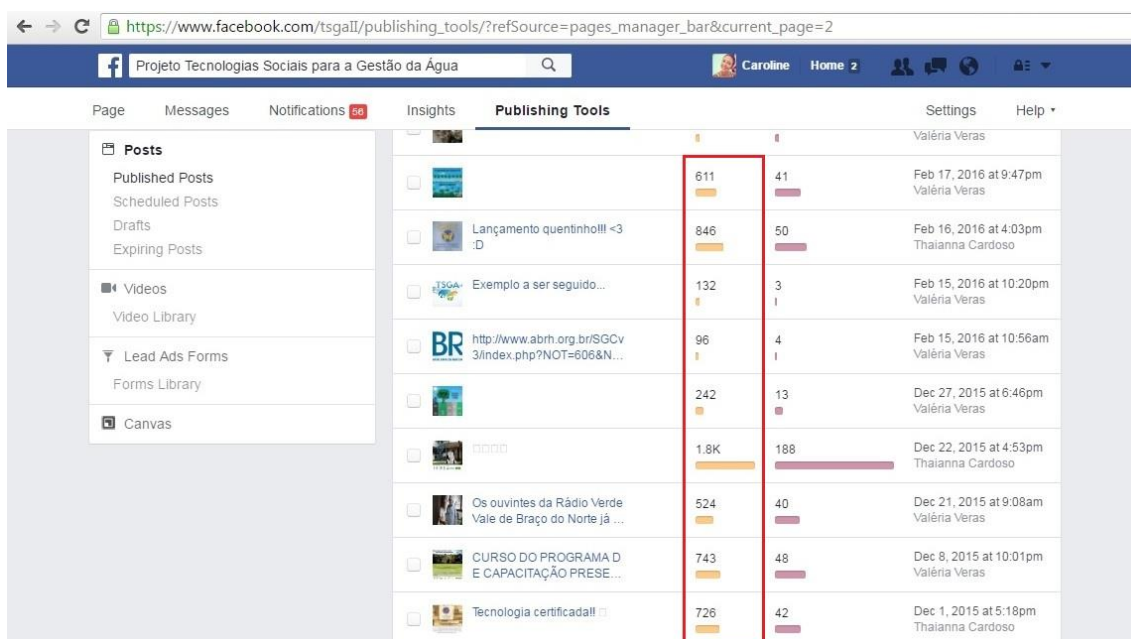 https://www.facebook.com/tsgaII/publishing_tools/?refSource=pages_manager_bar&current_page=2
Projeto Tecnologias Sociais para a Gestão da Água
Caroline Home 2
Page Messages Notifications 56 Insights Publishing Tools Settings Help
Posts
Published Posts
Scheduled Posts
Drafts
Expiring Posts
Videos
Video Library
Lead Ads Forms
Forms Library
Canvas
Valéria Veras
611 41 Feb 17, 2016 at 9:47pm
Valéria Veras
Lançamento quentinho!!! <3 846 50 Feb 16, 2016 at 4:03pm
:D Thaianna Cardoso
TSGA Exemplo a ser seguido... 132 3 Feb 15, 2016 at 10:20pm
Valéria Veras
BR http://www.abrh.org.br/SGCv 96 4 Feb 15, 2016 at 10:56am
3/index.php?NOT=606&N... Valéria Veras
242 13 Dec 27, 2015 at 6:46pm
Valéria Veras
1.8K 188 Dec 22, 2015 at 4:53pm
Thaianna Cardoso
Os ouvintes da Rádio Verde 524 40 Dec 21, 2015 at 9:08am
Vale de Braço do Norte já ... Valéria Veras
CURSO DO PROGRAMA D 743 48 Dec 8, 2015 at 10:01pm
E CAPACITAÇÃO PRESE... Valéria Veras
Tecnologia certificada!! 726 42 Dec 1, 2015 at 5:18pm
Thaianna Cardoso